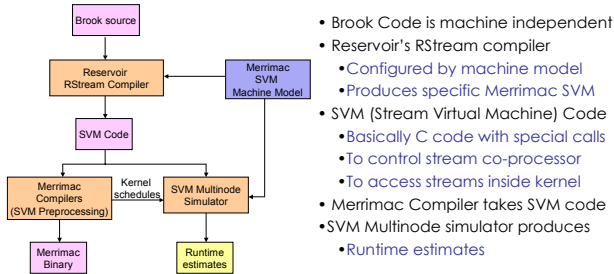 Brook source
Reservoir
RStream Compiler
Merrimac
SVM
Machine Model
SVM Code
Merrimac
Compilers
(SVM Preprocessing)
Kernel
schedules
SVM Multinode
Simulator
Merrimac
Binary
Runtime
estimates
• Brook Code is machine independent
• Reservoir's RStream compiler
•Configured by machine model
•Produces specific Merrimac SVM
• SVM (Stream Virtual Machine) Code
•Basically C code with special calls
•To control stream co-processor
•To access streams inside kernel
• Merrimac Compiler takes SVM code
•SVM Multinode simulator produces
•Runtime estimates